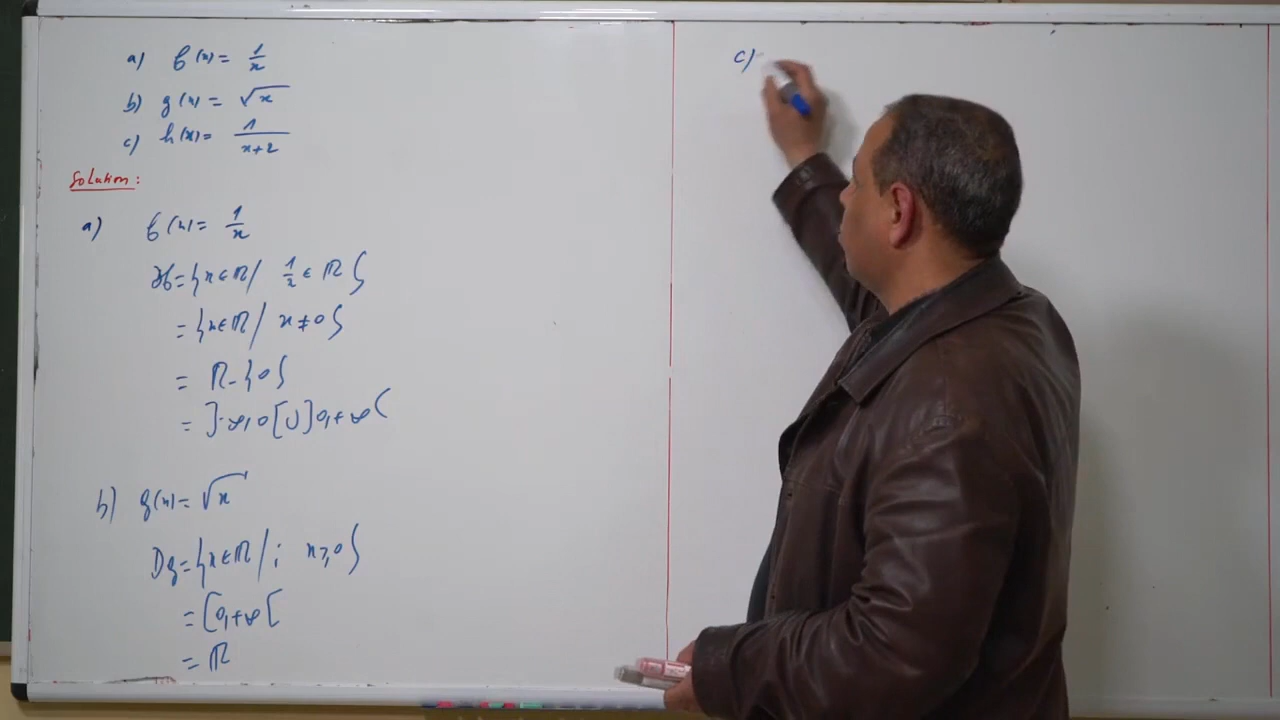 a) f(x) = 1/x
b) g(x) = √x
c) h(x) = 1/(x+2)
Solution:
a) f(x) = 1/x
Df = {x∈ℝ / 1/x ∈ ℝ}
= {x∈ℝ / x≠0}
= ℝ-{0}
= ]-∞,0[∪]0,+∞[
b) g(x) = √x
Dg = {x∈ℝ/; x≥0}
= [0,+∞[
= ℝ
c)